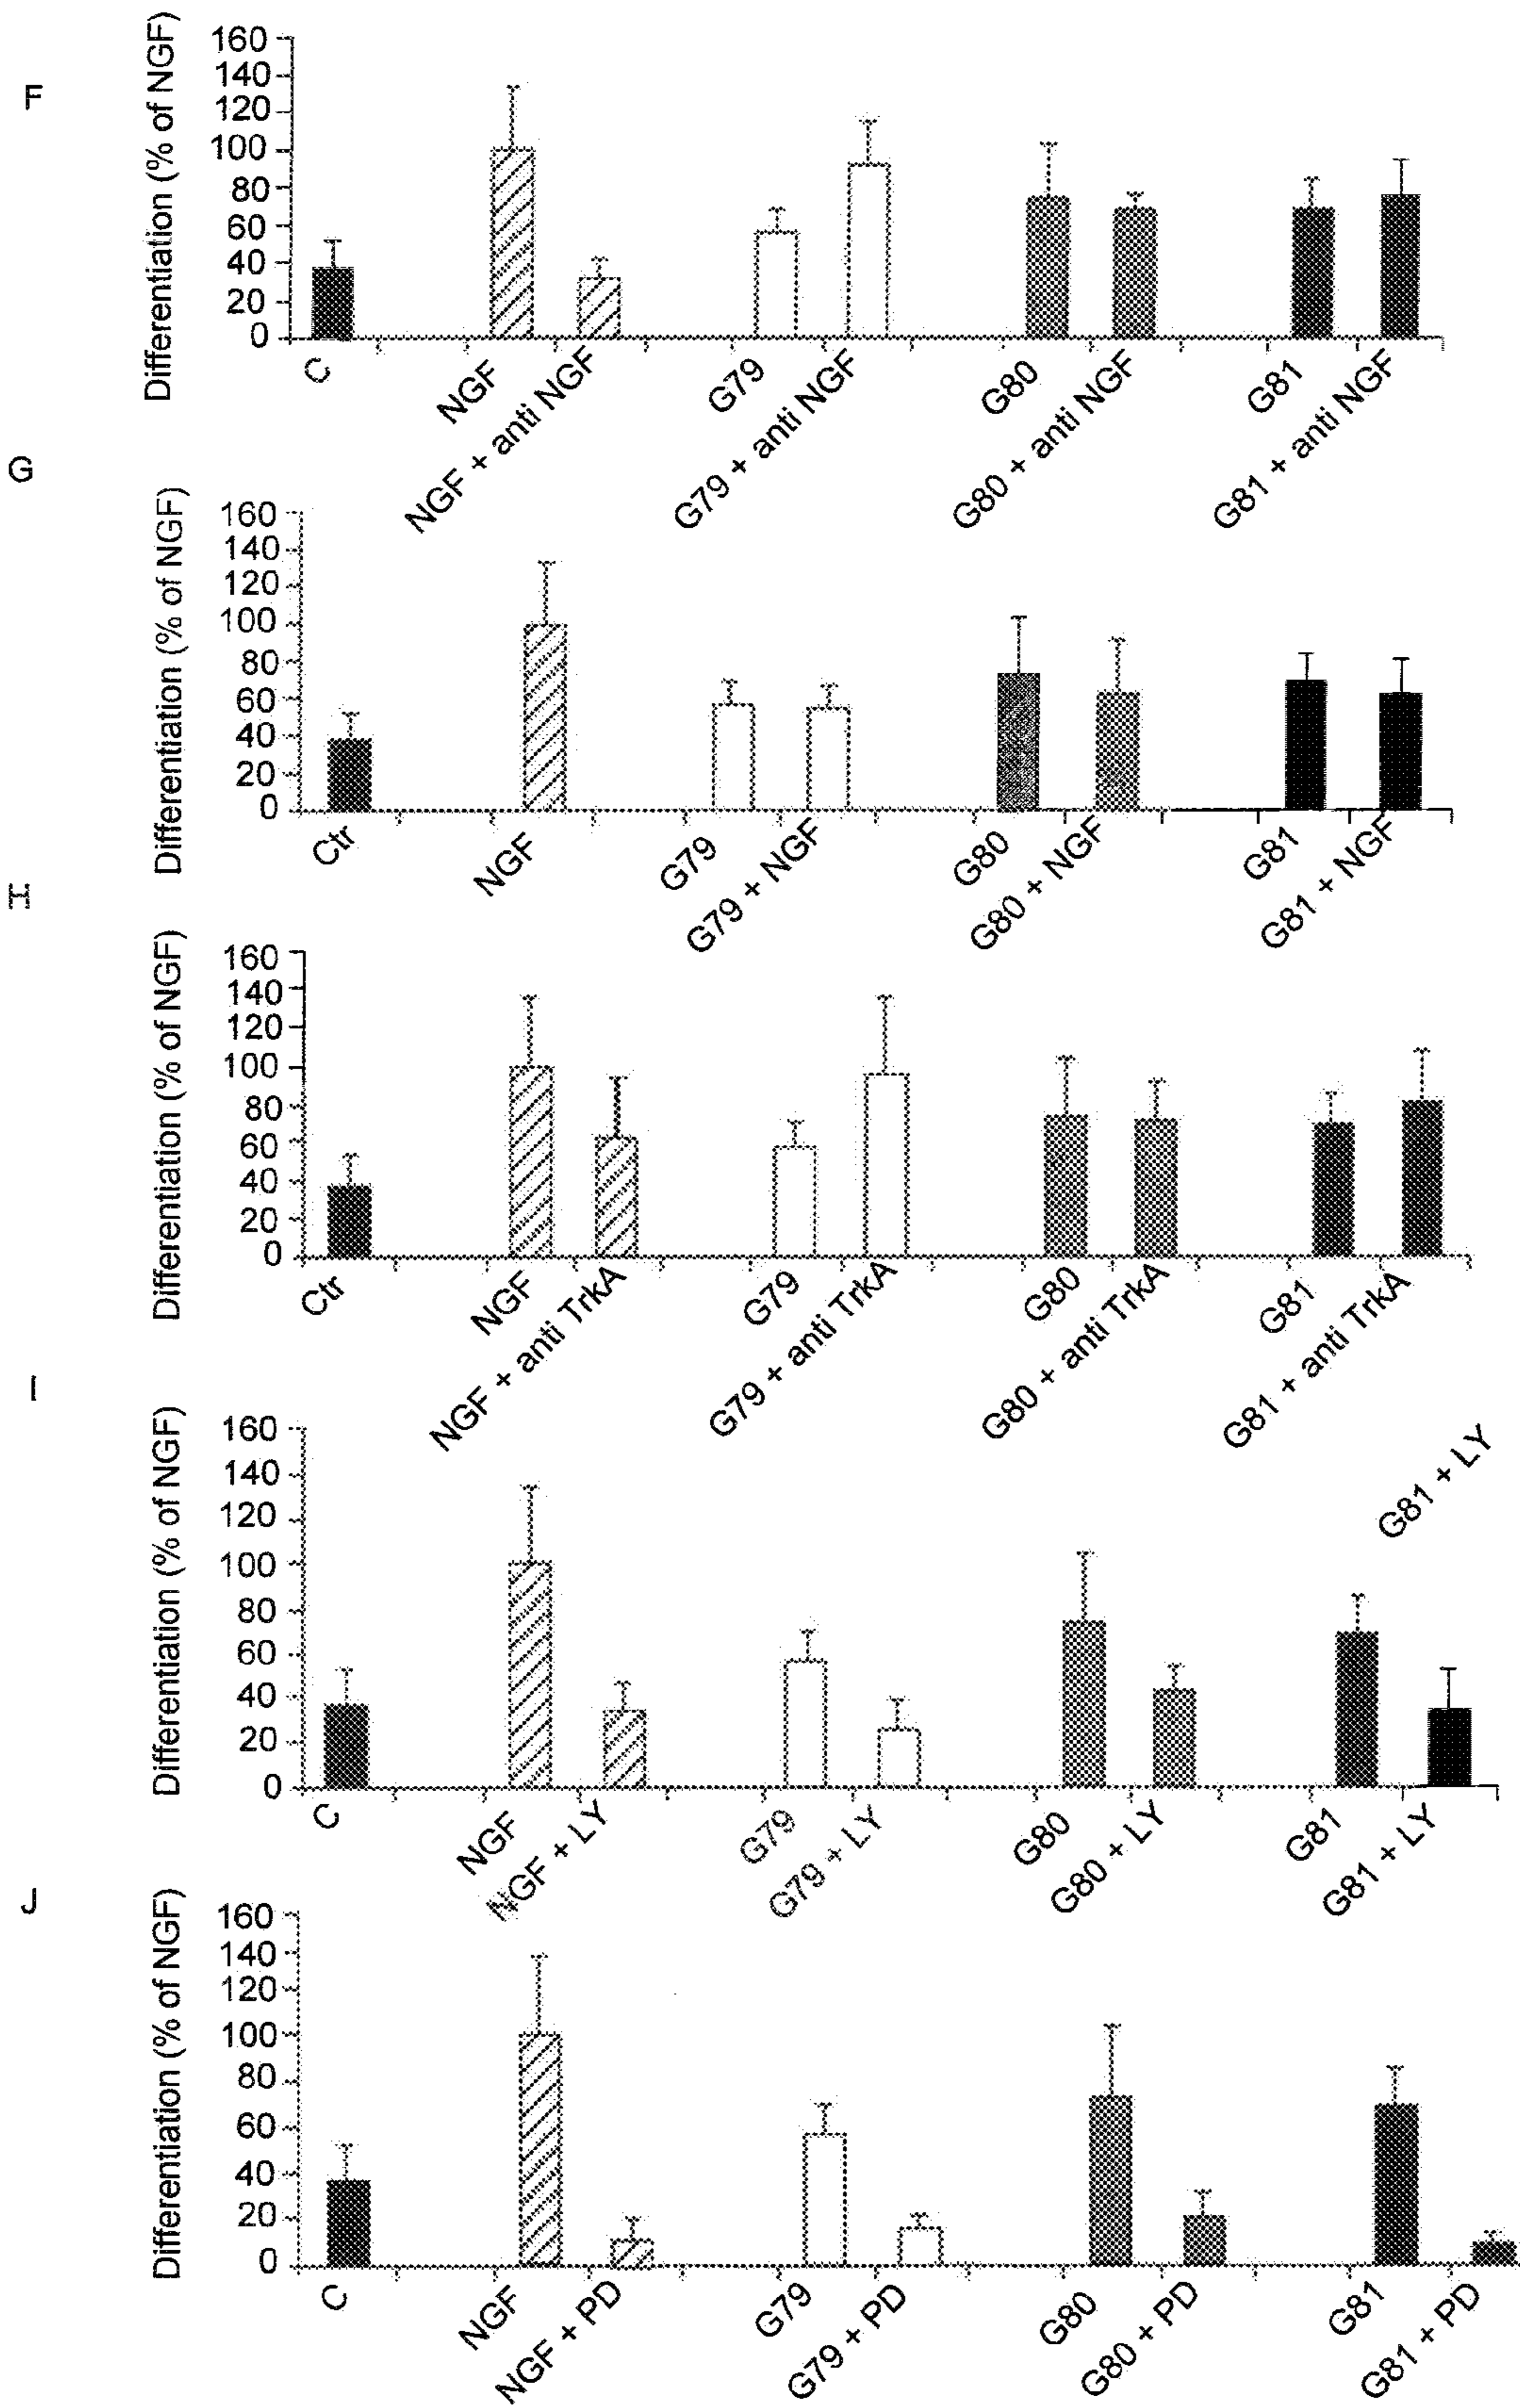 F
Differentiation (% of NGF)
160
140
120
100
80
60
40
20
0
C
NGF
NGF + anti NGF
G79
G79 + anti NGF
G80
G80 + anti NGF
G81
G81 + anti NGF
G
Differentiation (% of NGF)
160
140
120
100
80
60
40
20
0
Ctr
NGF
G79
G79 + NGF
G80
G80 + NGF
G81
G81 + NGF
H
Differentiation (% of NGF)
160
140
120
100
80
60
40
20
0
Ctr
NGF
NGF + anti TrkA
G79
G79 + anti TrkA
G80
G80 + anti TrkA
G81
G81 + anti TrkA
I
Differentiation (% of NGF)
160
140
120
100
80
60
40
20
0
G81 + LY
C
NGF
NGF + LY
G79
G79 + LY
G80
G80 + LY
G81
G81 + LY
J
Differentiation (% of NGF)
160
140
120
100
80
60
40
20
0
C
NGF
NGF + PD
G79
G79 + PD
G80
G80 + PD
G81
G81 + PD